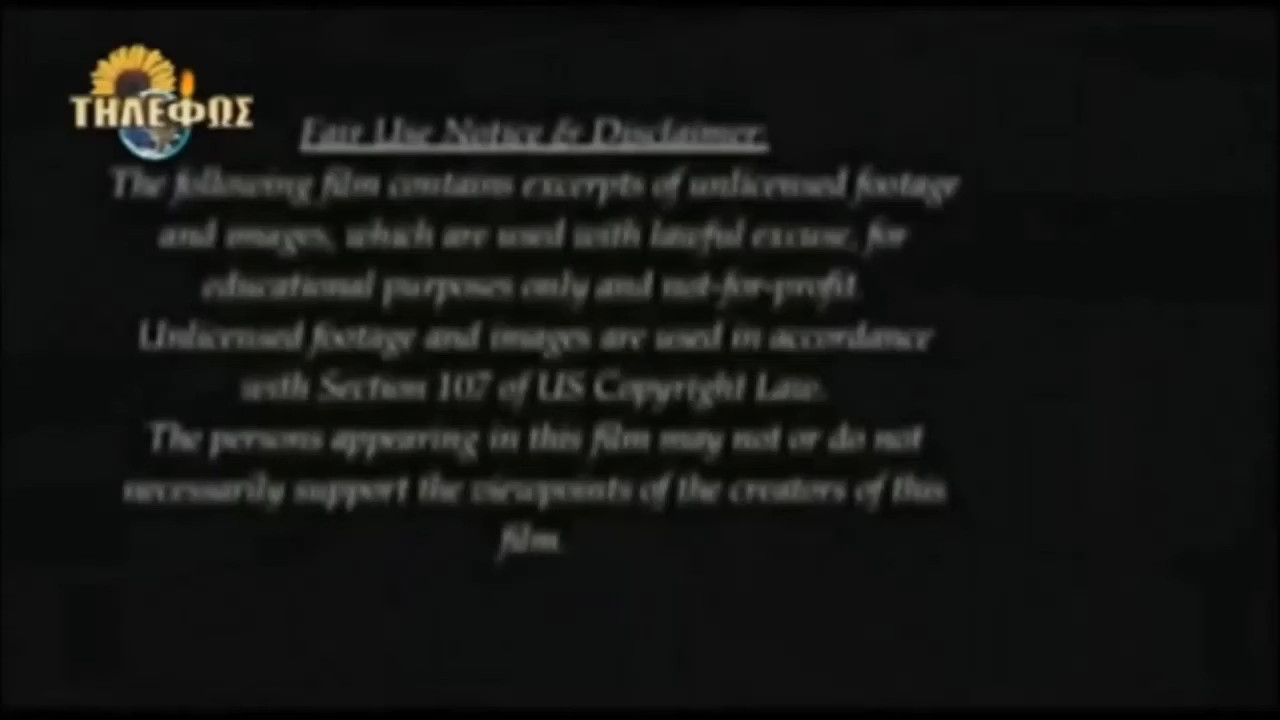 ΤΗΛΕΦΩΣ
Fair Use Notice & Disclaimer.
The following film contains excerpts of unlicensed footage
and images, which are used with lawful excuse, for
educational purposes only and not-for-profit.
Unlicensed footage and images are used in accordance
with Section 107 of US Copyright Law.
The persons appearing in this film may not or do not
necessarily support the viewpoints of the creators of this
film.